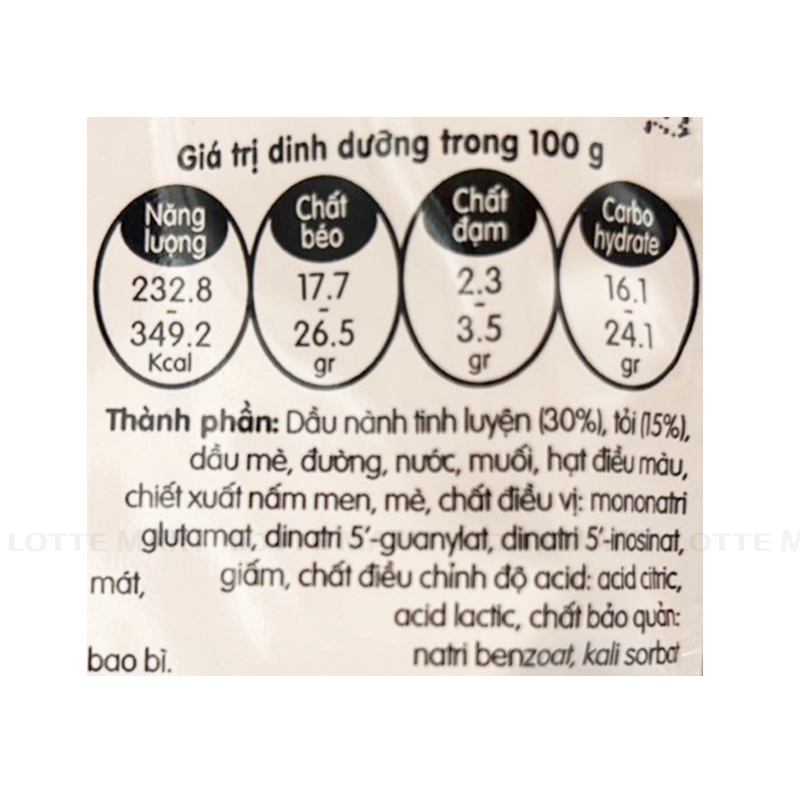 Giá trị dinh dưỡng trong 100 g
Năng lượng
232.8
-
349.2
Kcal
Chất béo
17.7
-
26.5
gr
Chất đạm
2.3
-
3.5
gr
Carbo hydrate
16.1
-
24.1
gr
Thành phần: Dầu nành tinh luyện (30%), tỏi (15%),
dầu mè, đường, nước, muối, hạt điều màu,
chiết xuất nấm men, mè, chất điều vị: mononatri
glutamat, dinatri 5'-guanylat, dinatri 5'-inosinat,
giấm, chất điều chỉnh độ acid: acid citric,
acid lactic, chất bảo quản:
natri benzoat, kali sorbat
mát,
bao bì.
LOTTE
LOTTE